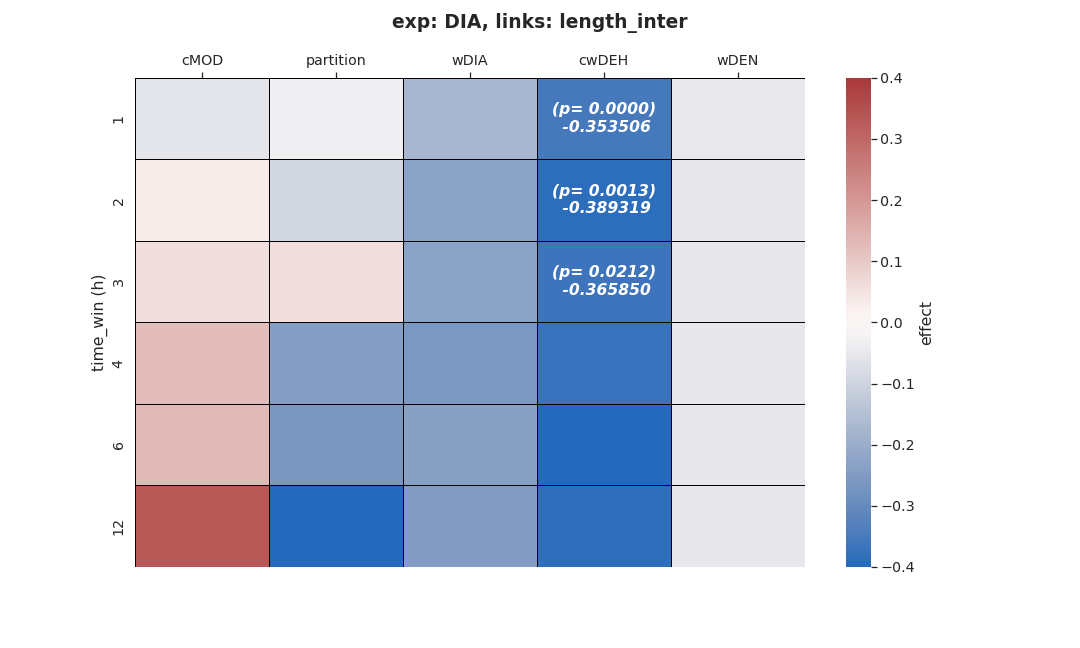 exp: DIA, links: length_inter
cMOD partition wDIA cwDEH wDEN
time_win (h)
1
(p= 0.0000)
-0.353506
2
(p= 0.0013)
-0.389319
3
(p= 0.0212)
-0.365850
4
6
12
0.4
0.3
0.2
0.1
0.0
−0.1
−0.2
−0.3
−0.4
effect